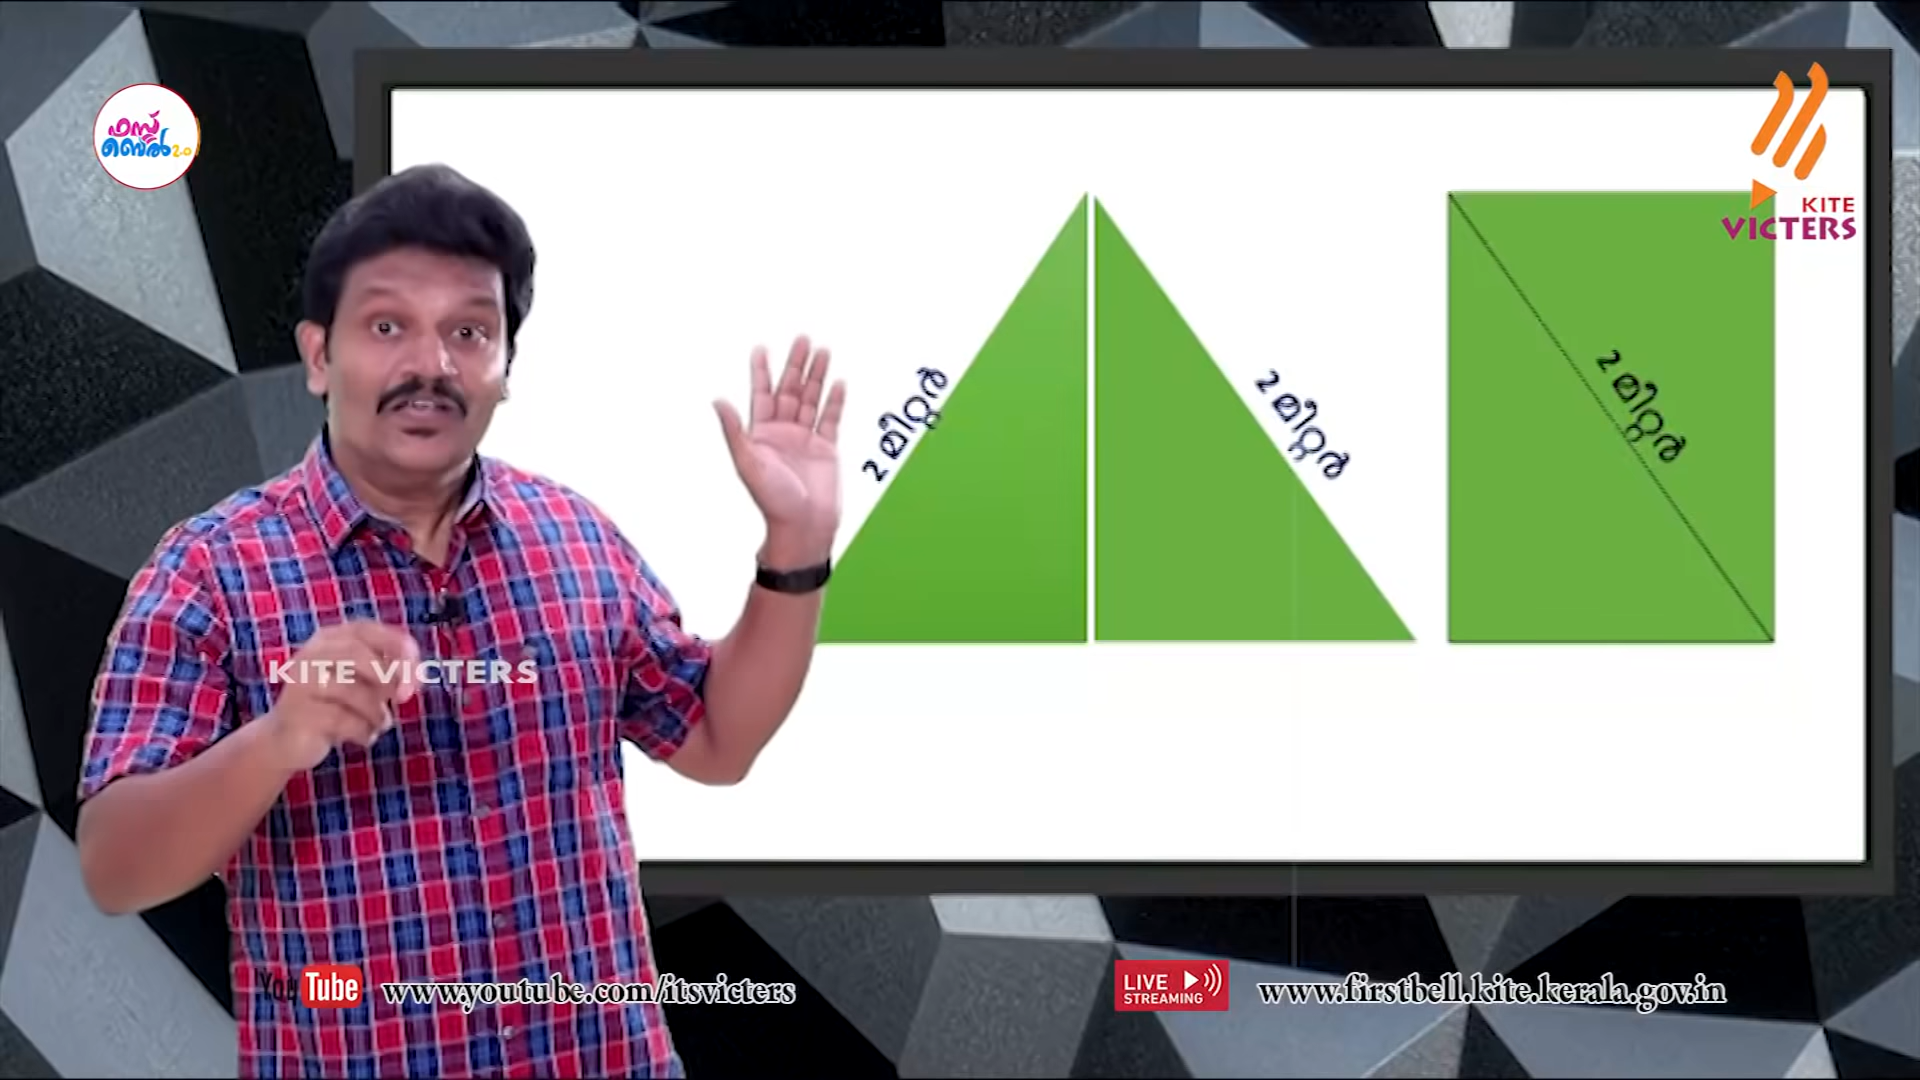 ഫസ്റ്റ്
ബെൽ 2.0
KITE
VICTERS
2 മീറ്റർ
2 മീറ്റർ
2 മീറ്റർ
KITE VICTERS
YouTube www.youtube.com/itsvicters
LIVE
STREAMING
www.firstbell.kite.kerala.gov.in